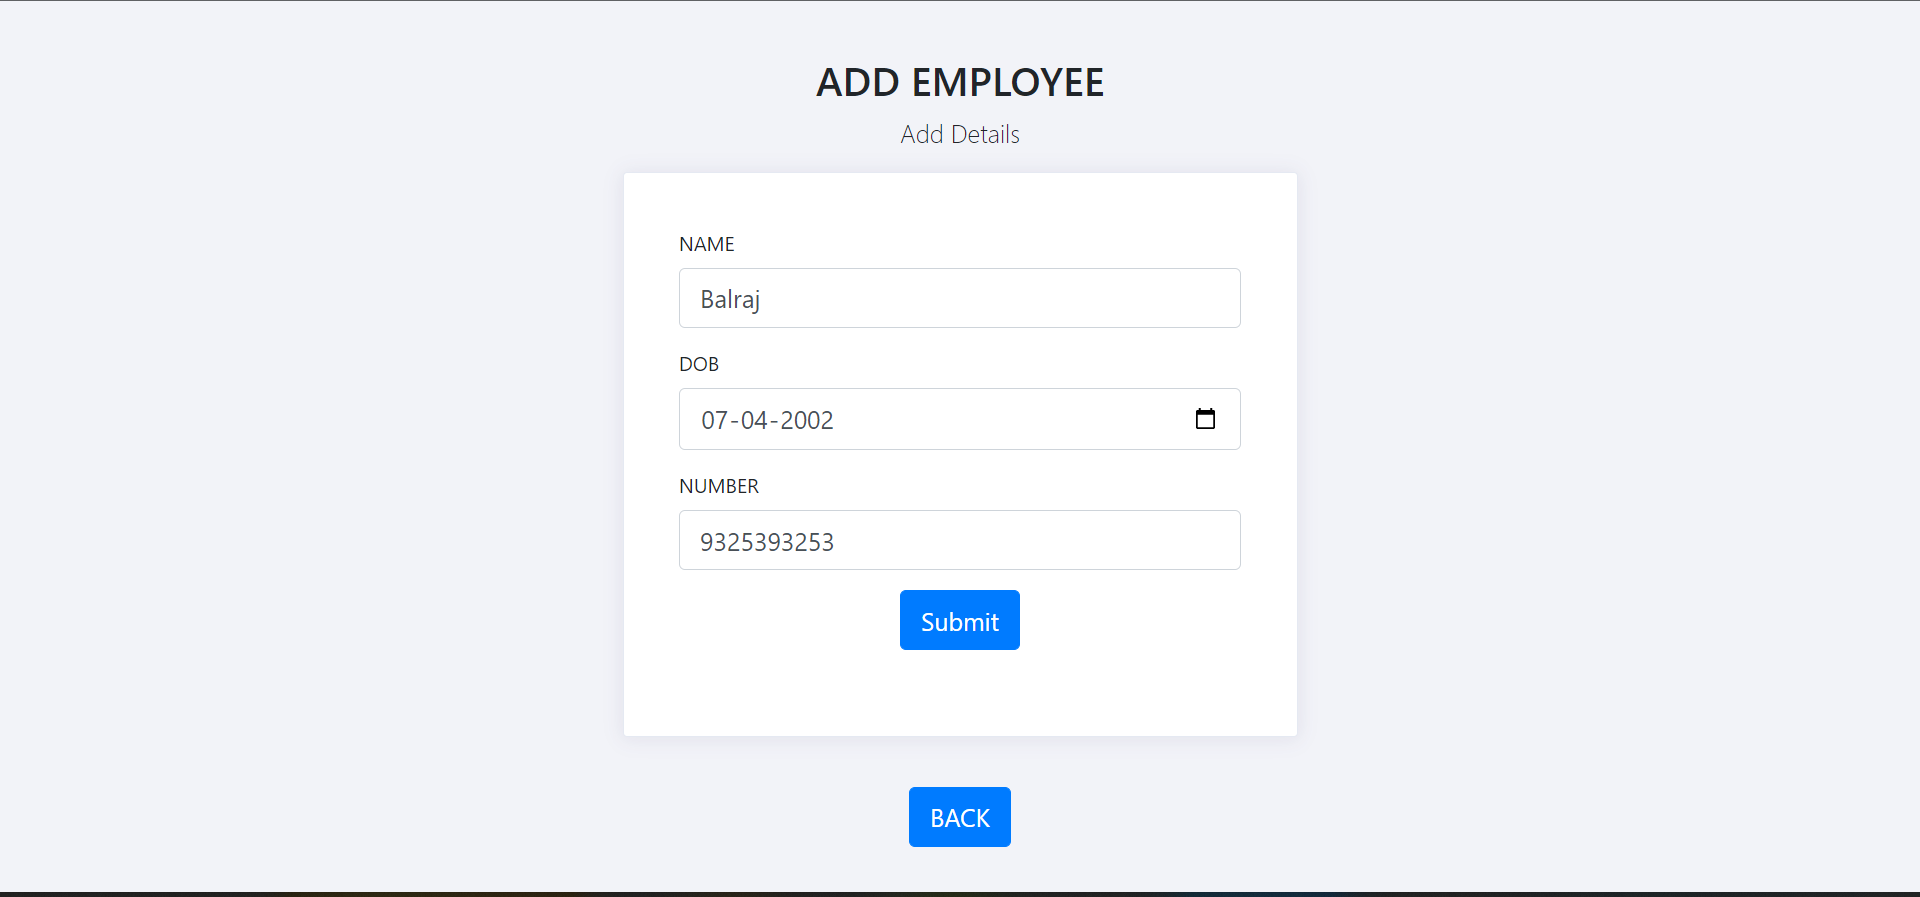 ADD EMPLOYEE
Add Details
NAME
Balraj
DOB
07-04-2002
NUMBER
9325393253
Submit
BACK